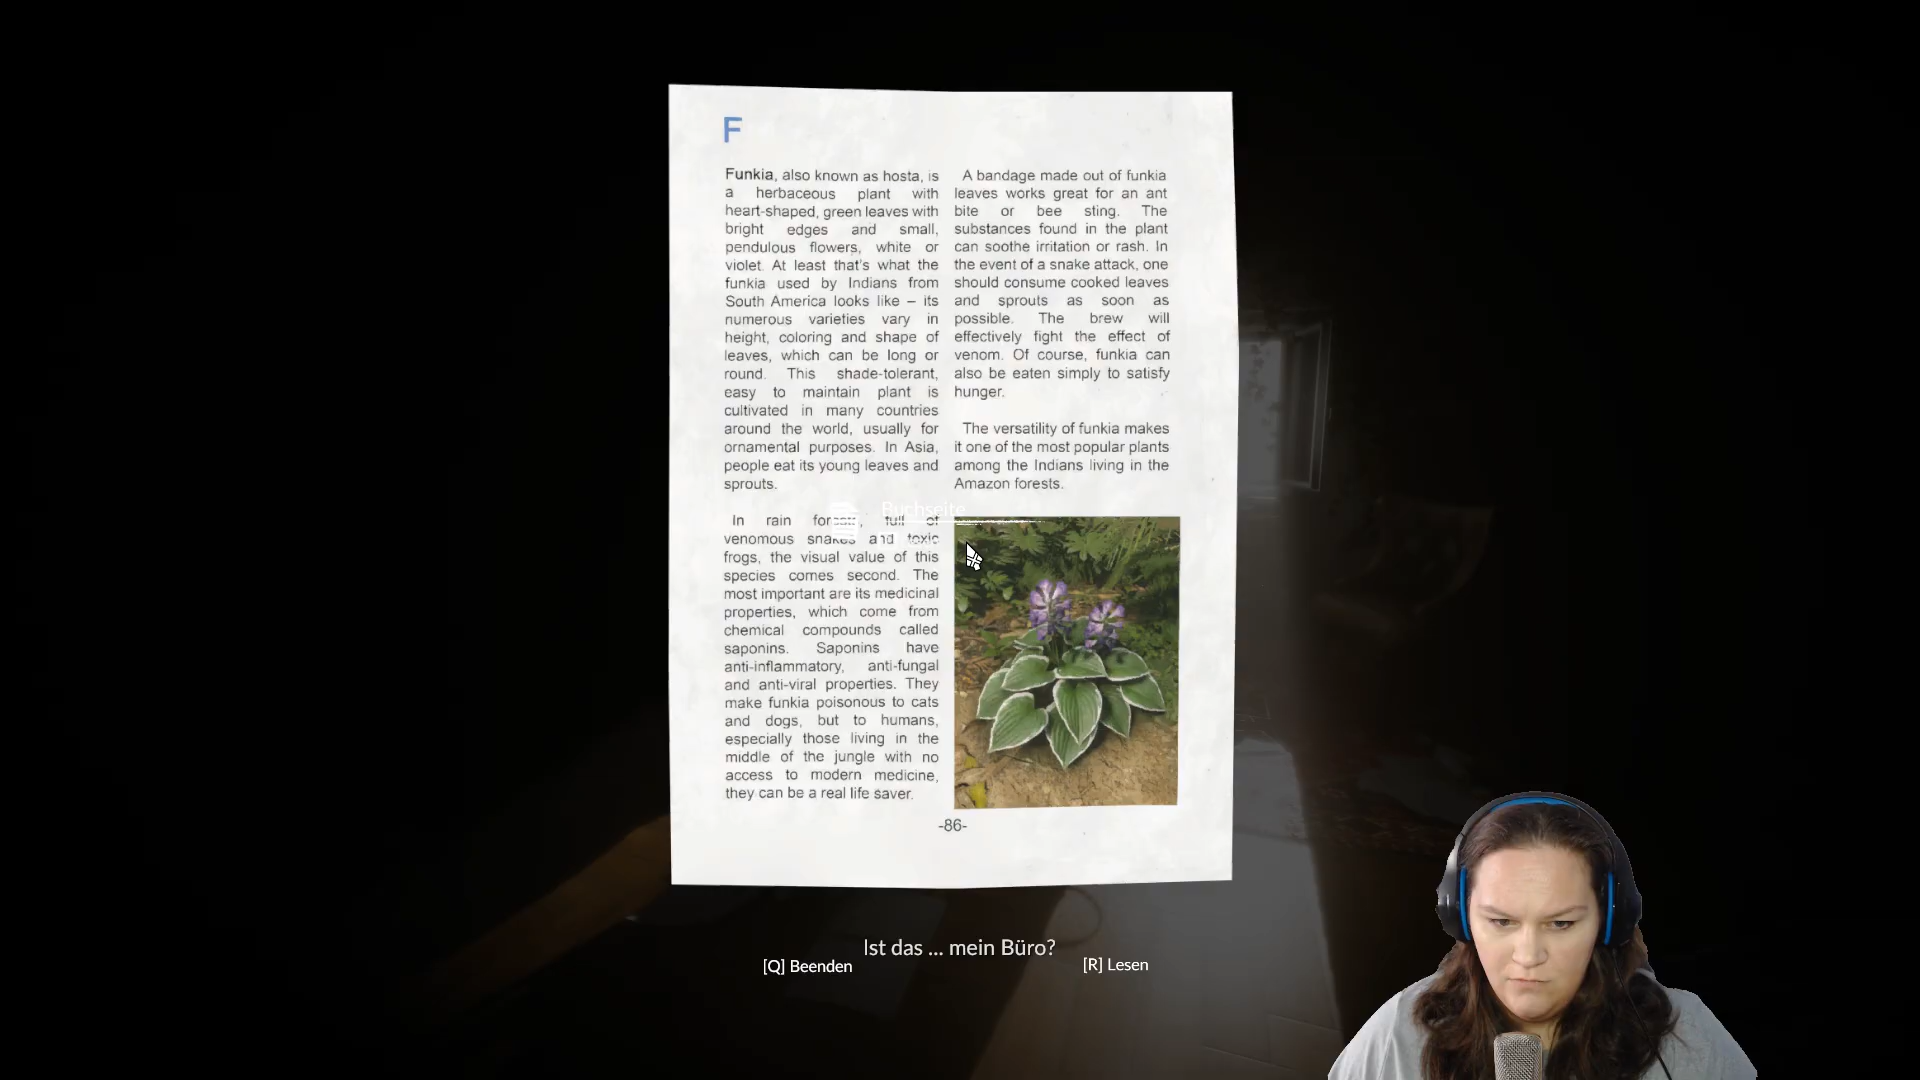 F
Funkia, also known as hosta, is
a herbaceous plant with
heart-shaped, green leaves with
bright edges and small,
pendulous flowers, white or
violet. At least that's what the
funkia used by Indians from
South America looks like – its
numerous varieties vary in
height, coloring and shape of
leaves, which can be long or
round. This shade-tolerant,
easy to maintain plant is
cultivated in many countries
around the world, usually for
ornamental purposes. In Asia,
people eat its young leaves and
sprouts.
In rain forests, full of
venomous snakes and toxic
frogs, the visual value of this
species comes second. The
most important are its medicinal
properties, which come from
chemical compounds called
saponins. Saponins have
anti-inflammatory, anti-fungal
and anti-viral properties. They
make funkia poisonous to cats
and dogs, but to humans,
especially those living in the
middle of the jungle with no
access to modern medicine,
they can be a real life saver.
A bandage made out of funkia
leaves works great for an ant
bite or bee sting. The
substances found in the plant
can soothe irritation or rash. In
the event of a snake attack, one
should consume cooked leaves
and sprouts as soon as
possible. The brew will
effectively fight the effect of
venom. Of course, funkia can
also be eaten simply to satisfy
hunger.
The versatility of funkia makes
it one of the most popular plants
among the Indians living in the
Amazon forests.
Buchseite
-86-
Ist das ... mein Büro?
[Q] Beenden
[R] Lesen